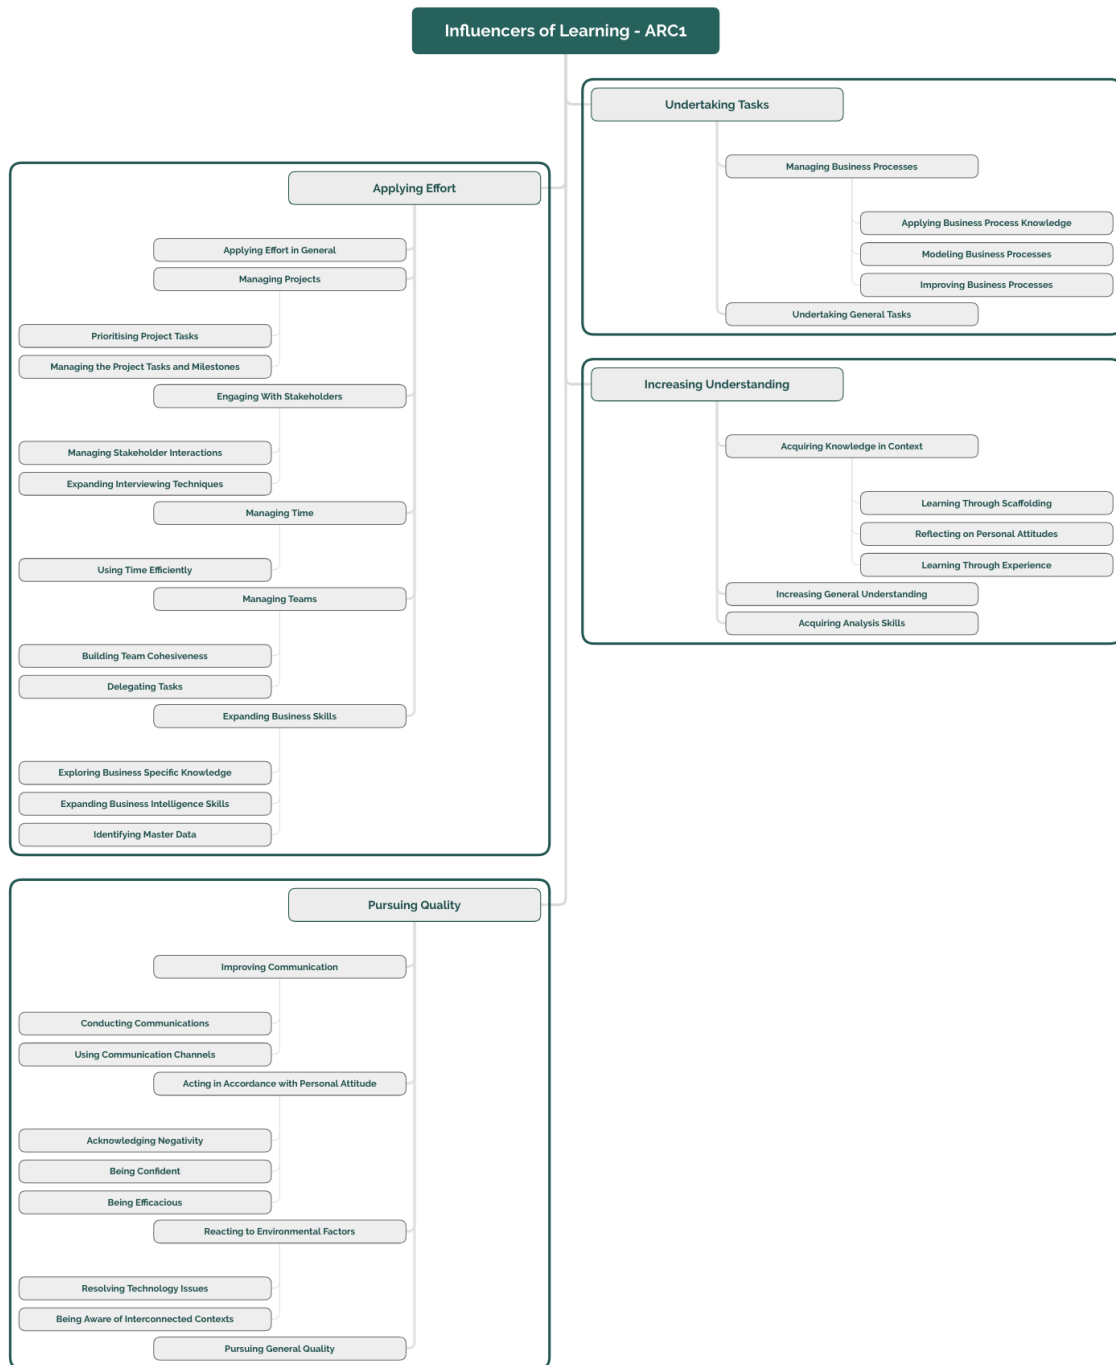 Influencers of Learning - ARC1
Undertaking Tasks
Managing Business Processes
Applying Business Process Knowledge
Modeling Business Processes
Improving Business Processes
Undertaking General Tasks
Applying Effort
Applying Effort in General
Managing Projects
Prioritising Project Tasks
Managing the Project Tasks and Milestones
Engaging With Stakeholders
Managing Stakeholder Interactions
Expanding Interviewing Techniques
Managing Time
Using Time Efficiently
Managing Teams
Building Team Cohesiveness
Delegating Tasks
Expanding Business Skills
Exploring Business Specific Knowledge
Expanding Business Intelligence Skills
Identifying Master Data
Increasing Understanding
Acquiring Knowledge in Context
Learning Through Scaffolding
Reflecting on Personal Attitudes
Learning Through Experience
Increasing General Understanding
Acquiring Analysis Skills
Pursuing Quality
Improving Communication
Conducting Communications
Using Communication Channels
Acting in Accordance with Personal Attitude
Acknowledging Negativity
Being Confident
Being Efficacious
Reacting to Environmental Factors
Resolving Technology Issues
Being Aware of Interconnected Contexts
Pursuing General Quality